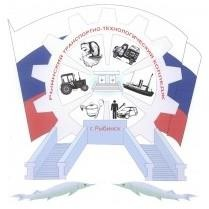 РЫБИНСКИЙ ТРАНСПОРТНО-ТЕХНОЛОГИЧЕСКИЙ КОЛЛЕДЖ
г. Рыбинск